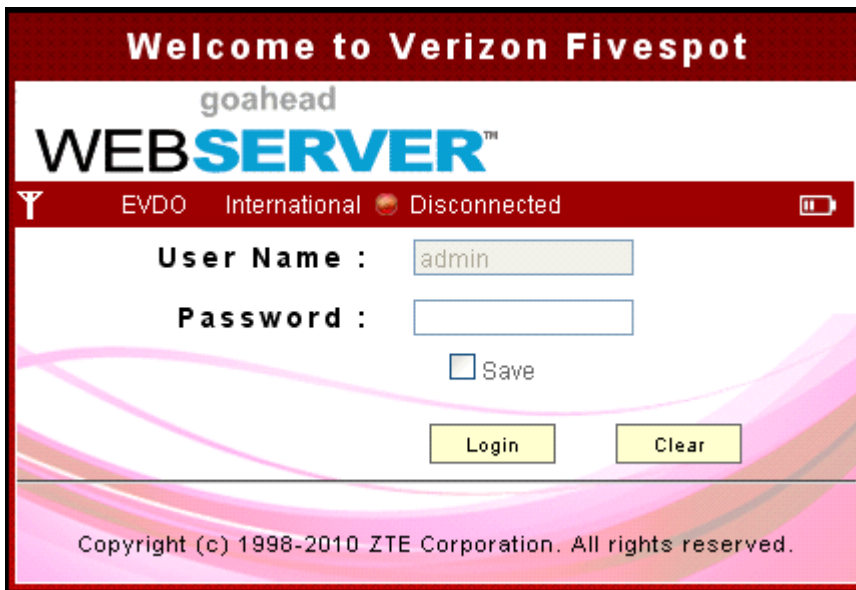 Welcome to Verizon Fivespot
goahead
WEBSERVER™
EVDO International Disconnected
User Name : admin
Password :
Save
Login Clear
Copyright (c) 1998-2010 ZTE Corporation. All rights reserved.